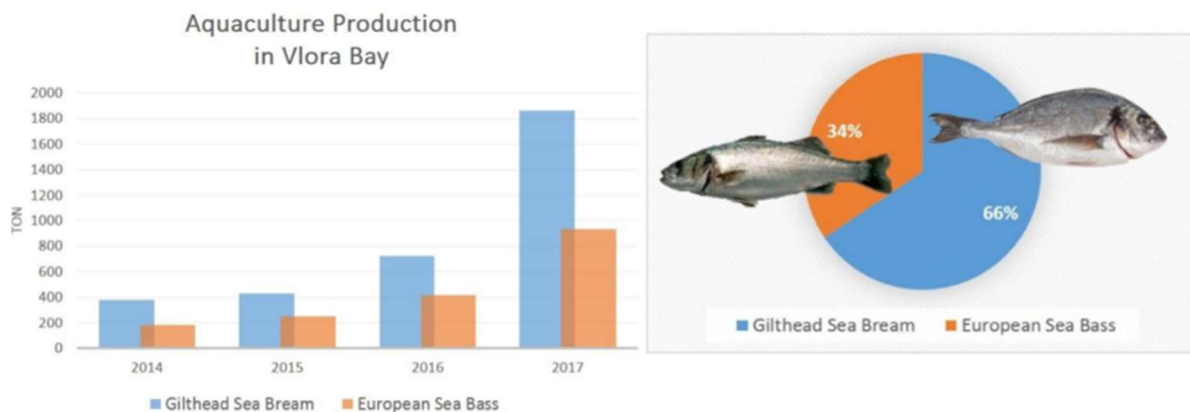 Aquaculture Production
in Vlora Bay
2000
1800
1600
1400
1200
1000
800
600
400
200
0
TON
2014 2015 2016 2017
Gilthead Sea Bream European Sea Bass
34%
66%
Gilthead Sea Bream European Sea Bass